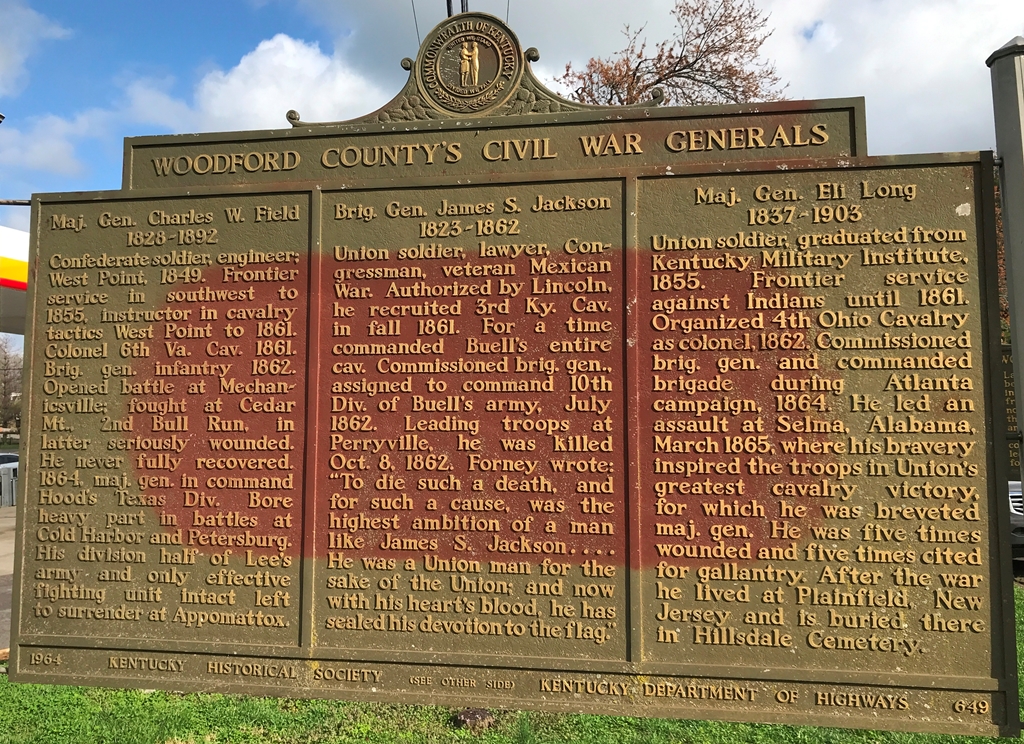 COMMONWEALTH OF KENTUCKY
WOODFORD COUNTY'S CIVIL WAR GENERALS
Maj. Gen. Charles W. Field
1828-1892
Confederate soldier, engineer;
West Point, 1849. Frontier
service in southwest to
1855, instructor in cavalry
tactics West Point to 1861.
Colonel 6th Va. Cav. 1861.
Brig. gen. infantry 1862.
Opened battle at Mechan-
icsville; fought at Cedar
Mt., 2nd Bull Run, in
latter seriously wounded.
He never fully recovered.
1864, maj. gen. in command
Hood's Texas Div. Bore
heavy part in battles at
Cold Harbor and Petersburg.
His division half of Lee's
army and only effective
fighting unit intact left
to surrender at Appomattox.
Brig. Gen. James S. Jackson
1823-1862
Union soldier, lawyer, Con-
gressman, veteran Mexican
War. Authorized by Lincoln,
he recruited 3rd Ky. Cav.
in fall 1861. For a time
commanded Buell's entire
cav. Commissioned brig. gen.,
assigned to command 10th
Div. of Buell's army, July
1862. Leading troops at
Perryville, he was killed
Oct. 8, 1862. Forney wrote:
"To die such a death, and
for such a cause, was the
highest ambition of a man
like James S. Jackson....
He was a Union man for the
sake of the Union; and now
with his heart's blood, he has
sealed his devotion to the flag."
Maj. Gen. Eli Long
1837-1903
Union soldier, graduated from
Kentucky Military Institute,
1855. Frontier service
against Indians until 1861.
Organized 4th Ohio Cavalry
as colonel, 1862. Commissioned
brig. gen. and commanded
brigade during Atlanta
campaign, 1864. He led an
assault at Selma, Alabama,
March 1865, where his bravery
inspired the troops in Union's
greatest cavalry victory,
for which he was breveted
maj. gen. He was five times
wounded and five times cited
for gallantry. After the war
he lived at Plainfield, New
Jersey and is buried there
in Hillsdale Cemetery.
1964 KENTUCKY HISTORICAL SOCIETY (SEE OTHER SIDE) KENTUCKY DEPARTMENT OF HIGHWAYS 649